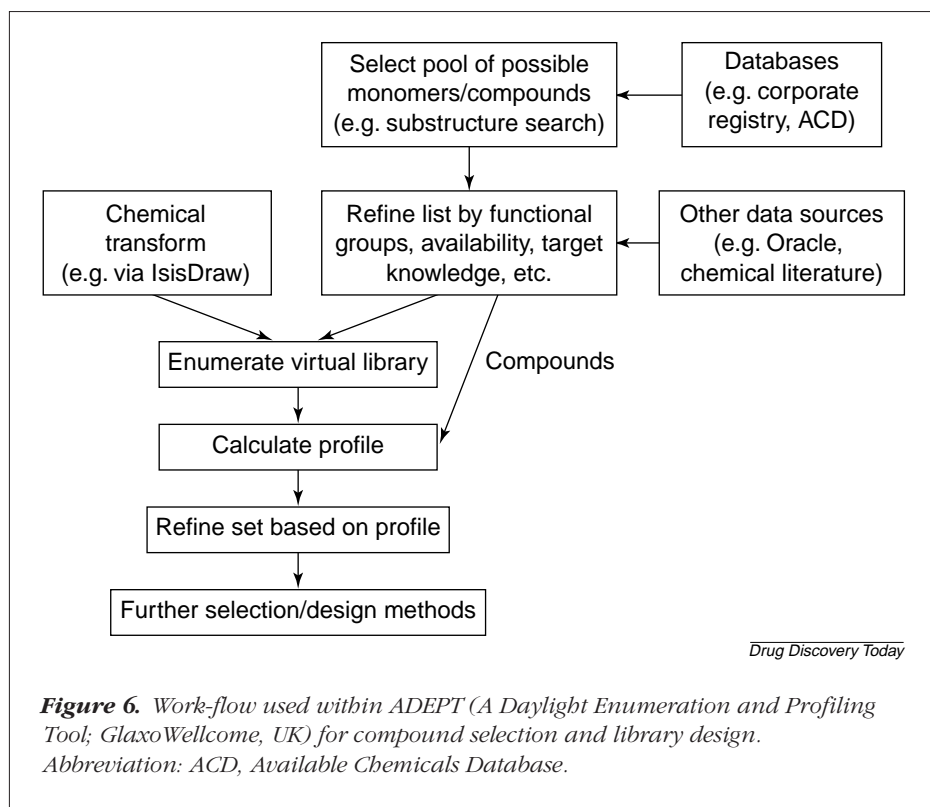 Select pool of possible
monomers/compounds
(e.g. substructure search)
Databases
(e.g. corporate
registry, ACD)
Chemical
transform
(e.g. via IsisDraw)
Refine list by functional
groups, availability, target
knowledge, etc.
Other data sources
(e.g. Oracle,
chemical literature)
Enumerate virtual library
Compounds
Calculate profile
Refine set based on profile
Further selection/design methods
Drug Discovery Today
Figure 6. Work-flow used within ADEPT (A Daylight Enumeration and Profiling
Tool; GlaxoWellcome, UK) for compound selection and library design.
Abbreviation: ACD, Available Chemicals Database.